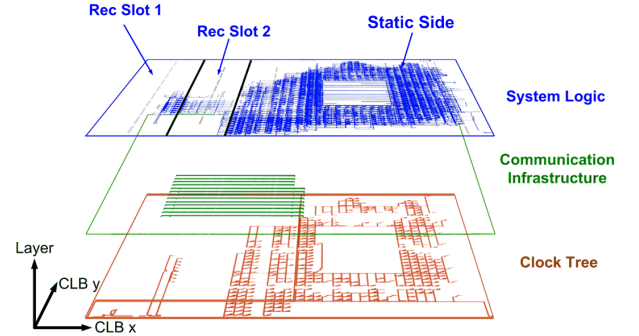 Rec Slot 1
Rec Slot 2
Static Side
System Logic
Communication
Infrastructure
Clock Tree
Layer
CLB y
CLB x